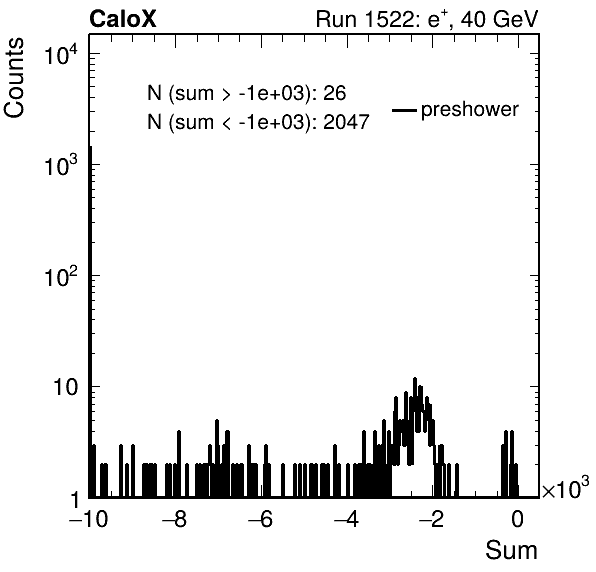 CaloX Run 1522: e⁺, 40 GeV
Counts
N (sum > -1e+03): 26
N (sum < -1e+03): 2047
preshower
10⁴
10³
10²
10
1
−10 −8 −6 −4 −2 0
×10³
Sum